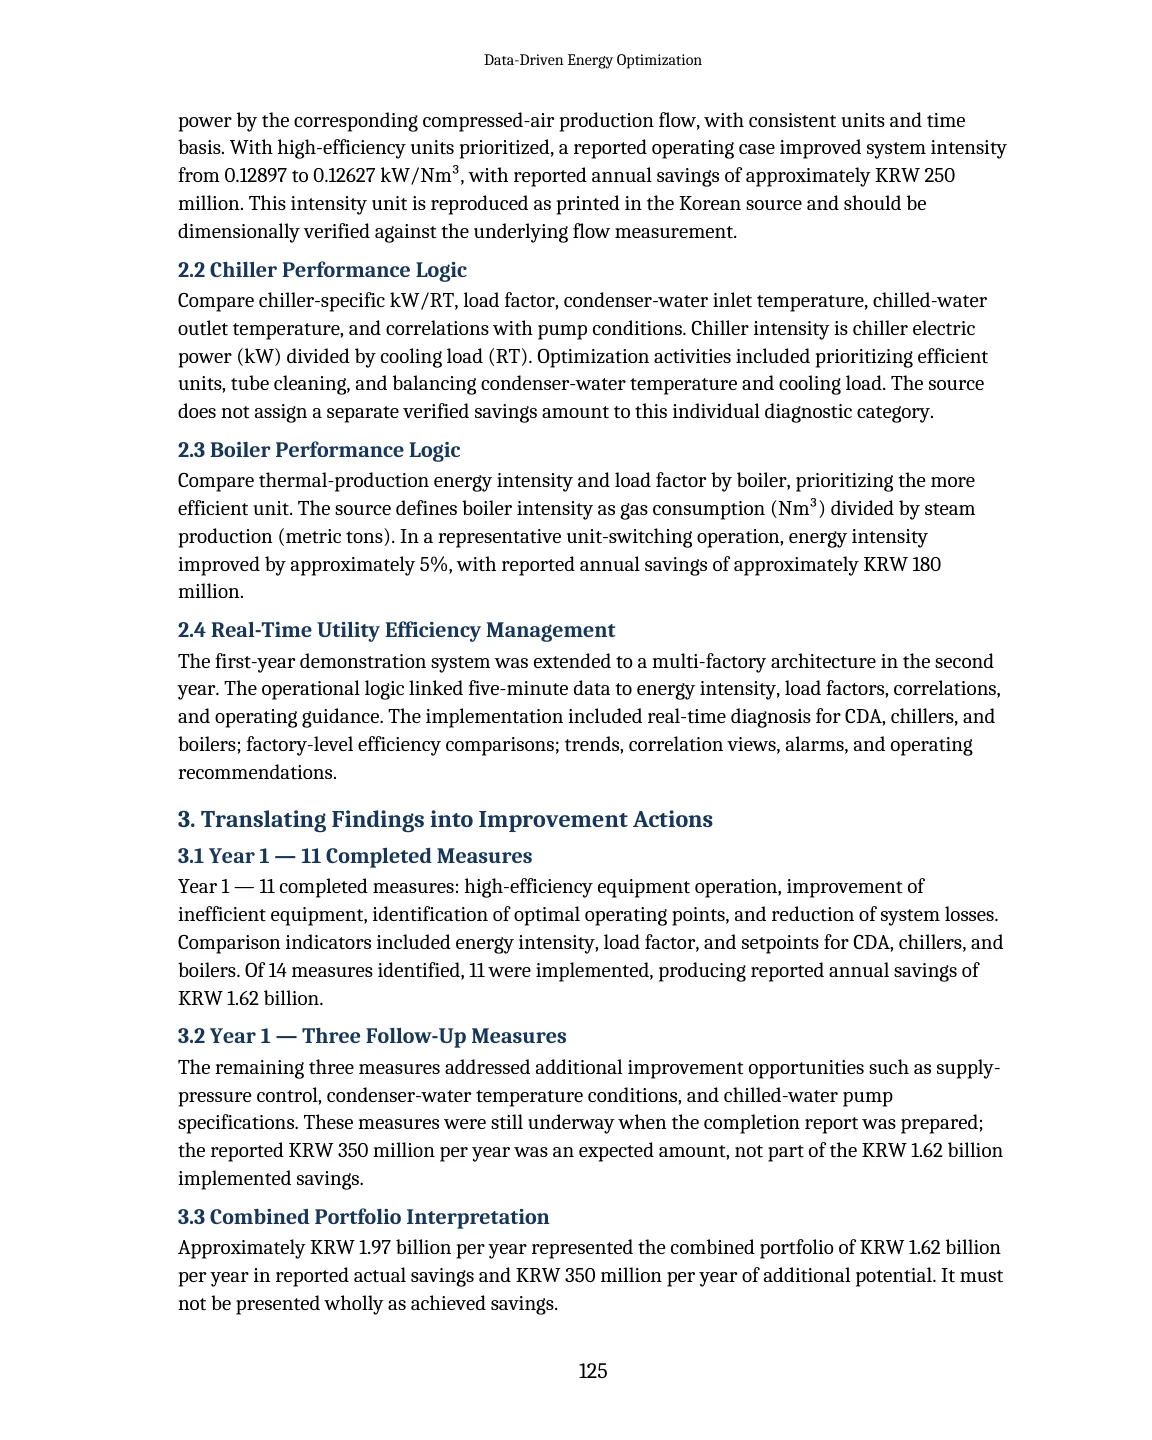 Data-Driven Energy Optimization
power by the corresponding compressed-air production flow, with consistent units and time
basis. With high-efficiency units prioritized, a reported operating case improved system intensity
from 0.12897 to 0.12627 kW/Nm³, with reported annual savings of approximately KRW 250
million. This intensity unit is reproduced as printed in the Korean source and should be
dimensionally verified against the underlying flow measurement.
2.2 Chiller Performance Logic
Compare chiller-specific kW/RT, load factor, condenser-water inlet temperature, chilled-water
outlet temperature, and correlations with pump conditions. Chiller intensity is chiller electric
power (kW) divided by cooling load (RT). Optimization activities included prioritizing efficient
units, tube cleaning, and balancing condenser-water temperature and cooling load. The source
does not assign a separate verified savings amount to this individual diagnostic category.
2.3 Boiler Performance Logic
Compare thermal-production energy intensity and load factor by boiler, prioritizing the more
efficient unit. The source defines boiler intensity as gas consumption (Nm³) divided by steam
production (metric tons). In a representative unit-switching operation, energy intensity
improved by approximately 5%, with reported annual savings of approximately KRW 180
million.
2.4 Real-Time Utility Efficiency Management
The first-year demonstration system was extended to a multi-factory architecture in the second
year. The operational logic linked five-minute data to energy intensity, load factors, correlations,
and operating guidance. The implementation included real-time diagnosis for CDA, chillers, and
boilers; factory-level efficiency comparisons; trends, correlation views, alarms, and operating
recommendations.
3. Translating Findings into Improvement Actions
3.1 Year 1 — 11 Completed Measures
Year 1 — 11 completed measures: high-efficiency equipment operation, improvement of
inefficient equipment, identification of optimal operating points, and reduction of system losses.
Comparison indicators included energy intensity, load factor, and setpoints for CDA, chillers, and
boilers. Of 14 measures identified, 11 were implemented, producing reported annual savings of
KRW 1.62 billion.
3.2 Year 1 — Three Follow-Up Measures
The remaining three measures addressed additional improvement opportunities such as supply-
pressure control, condenser-water temperature conditions, and chilled-water pump
specifications. These measures were still underway when the completion report was prepared;
the reported KRW 350 million per year was an expected amount, not part of the KRW 1.62 billion
implemented savings.
3.3 Combined Portfolio Interpretation
Approximately KRW 1.97 billion per year represented the combined portfolio of KRW 1.62 billion
per year in reported actual savings and KRW 350 million per year of additional potential. It must
not be presented wholly as achieved savings.
125